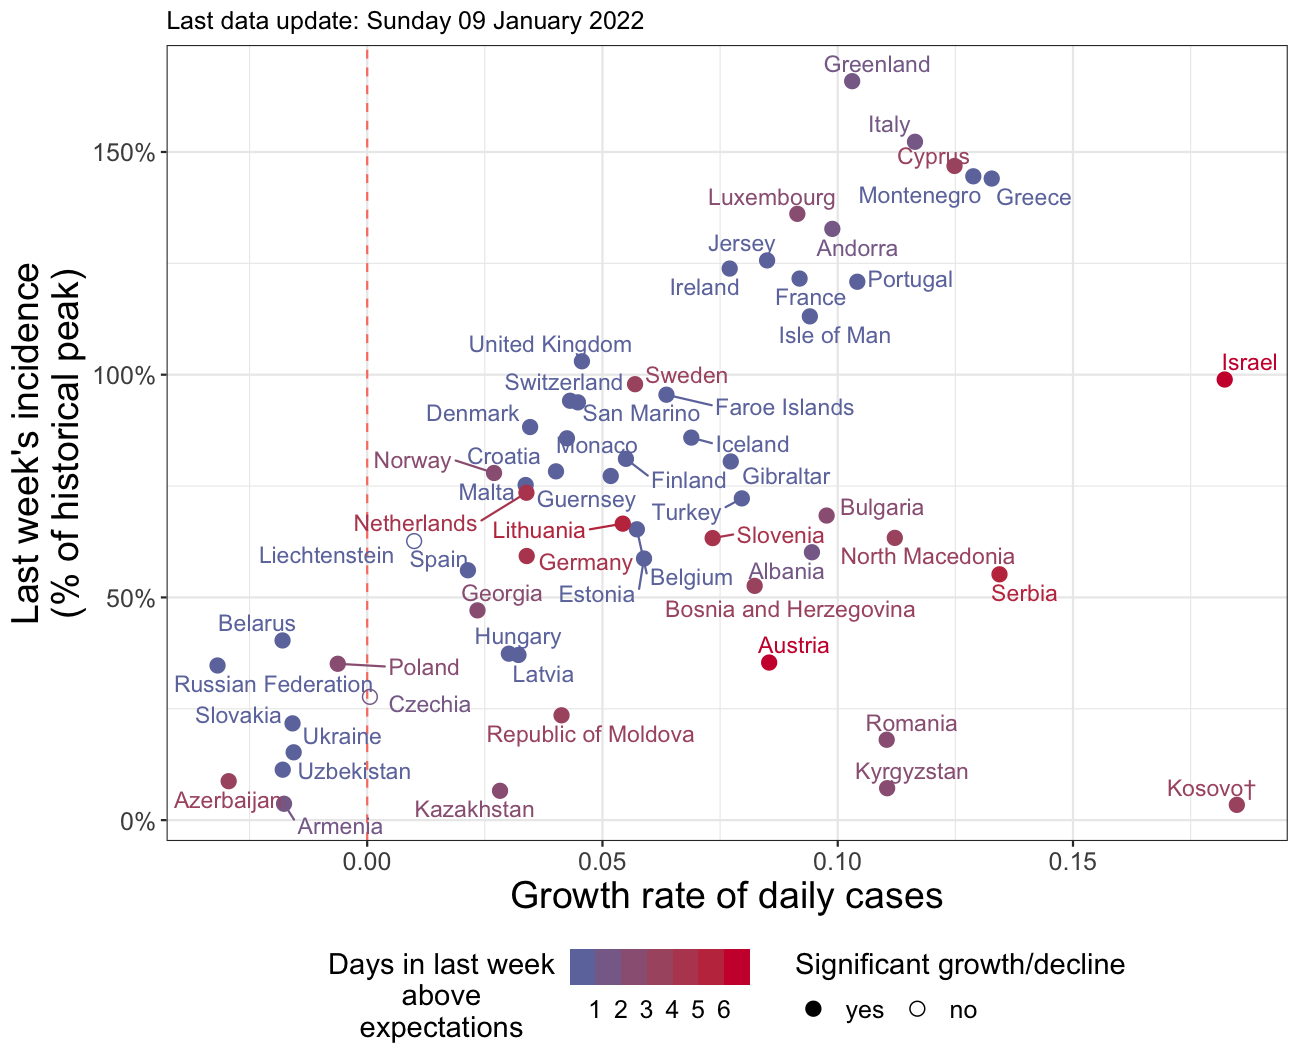 Last data update: Sunday 09 January 2022
Last week's incidence
(% of historical peak)
150%
100%
50%
0%
Greenland
Italy
Cyprus
Montenegro
Greece
Luxembourg
Andorra
Jersey
Ireland
France
Portugal
Isle of Man
United Kingdom
Israel
Switzerland
Sweden
San Marino
Faroe Islands
Denmark
Monaco
Iceland
Norway
Croatia
Finland
Gibraltar
Malta
Guernsey
Turkey
Netherlands
Lithuania
Bulgaria
Slovenia
Liechtenstein
Spain
Germany
North Macedonia
Belgium
Albania
Estonia
Serbia
Georgia
Bosnia and Herzegovina
Belarus
Hungary
Austria
Poland
Latvia
Russian Federation
Czechia
Slovakia
Ukraine
Republic of Moldova
Romania
Uzbekistan
Kyrgyzstan
Azerbaijan
Kazakhstan
Kosovo†
Armenia
0.00 0.05 0.10 0.15
Growth rate of daily cases
Days in last week
above
expectations
1 2 3 4 5 6
Significant growth/decline
yes no